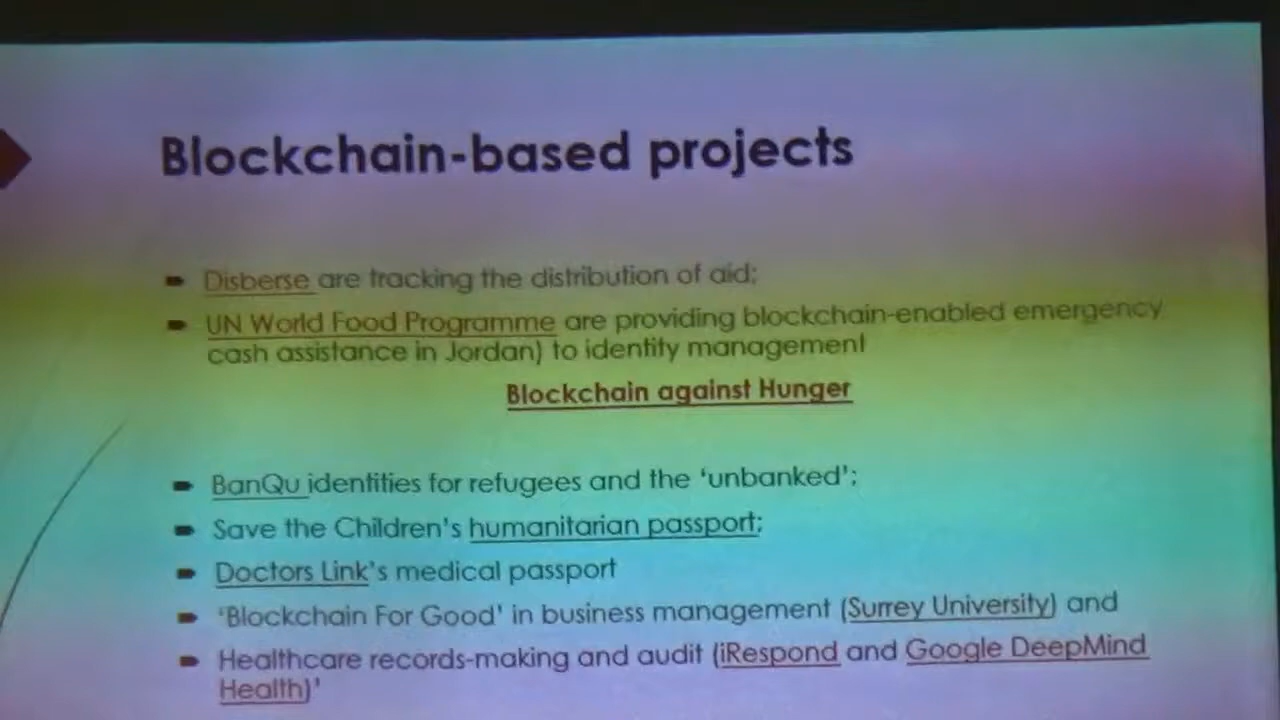 Blockchain-based projects
Disberse are tracking the distribution of aid;
UN World Food Programme are providing blockchain-enabled emergency
cash assistance in Jordan) to identity management
Blockchain against Hunger
BanQu identities for refugees and the ‘unbanked’;
Save the Children's humanitarian passport;
Doctors Link's medical passport
‘Blockchain For Good’ in business management (Surrey University) and
Healthcare records-making and audit (iRespond and Google DeepMind
Health)’